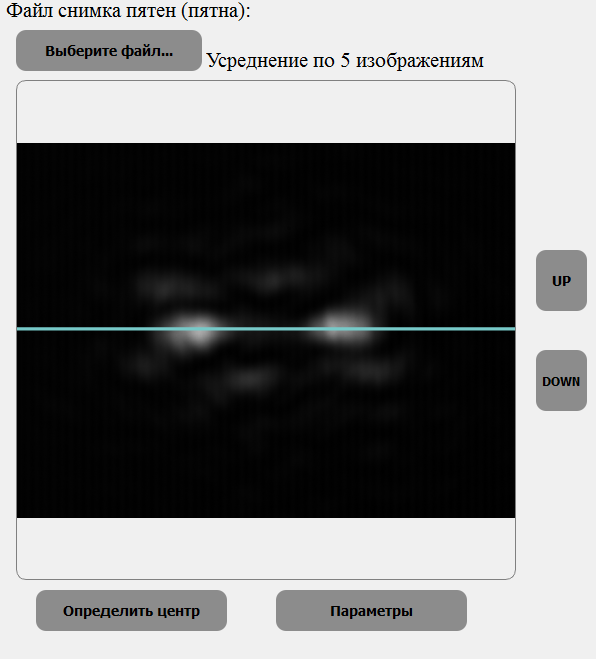 Файл снимка пятен (пятна):
Выберите файл... Усреднение по 5 изображениям
UP
DOWN
Определить центр Параметры